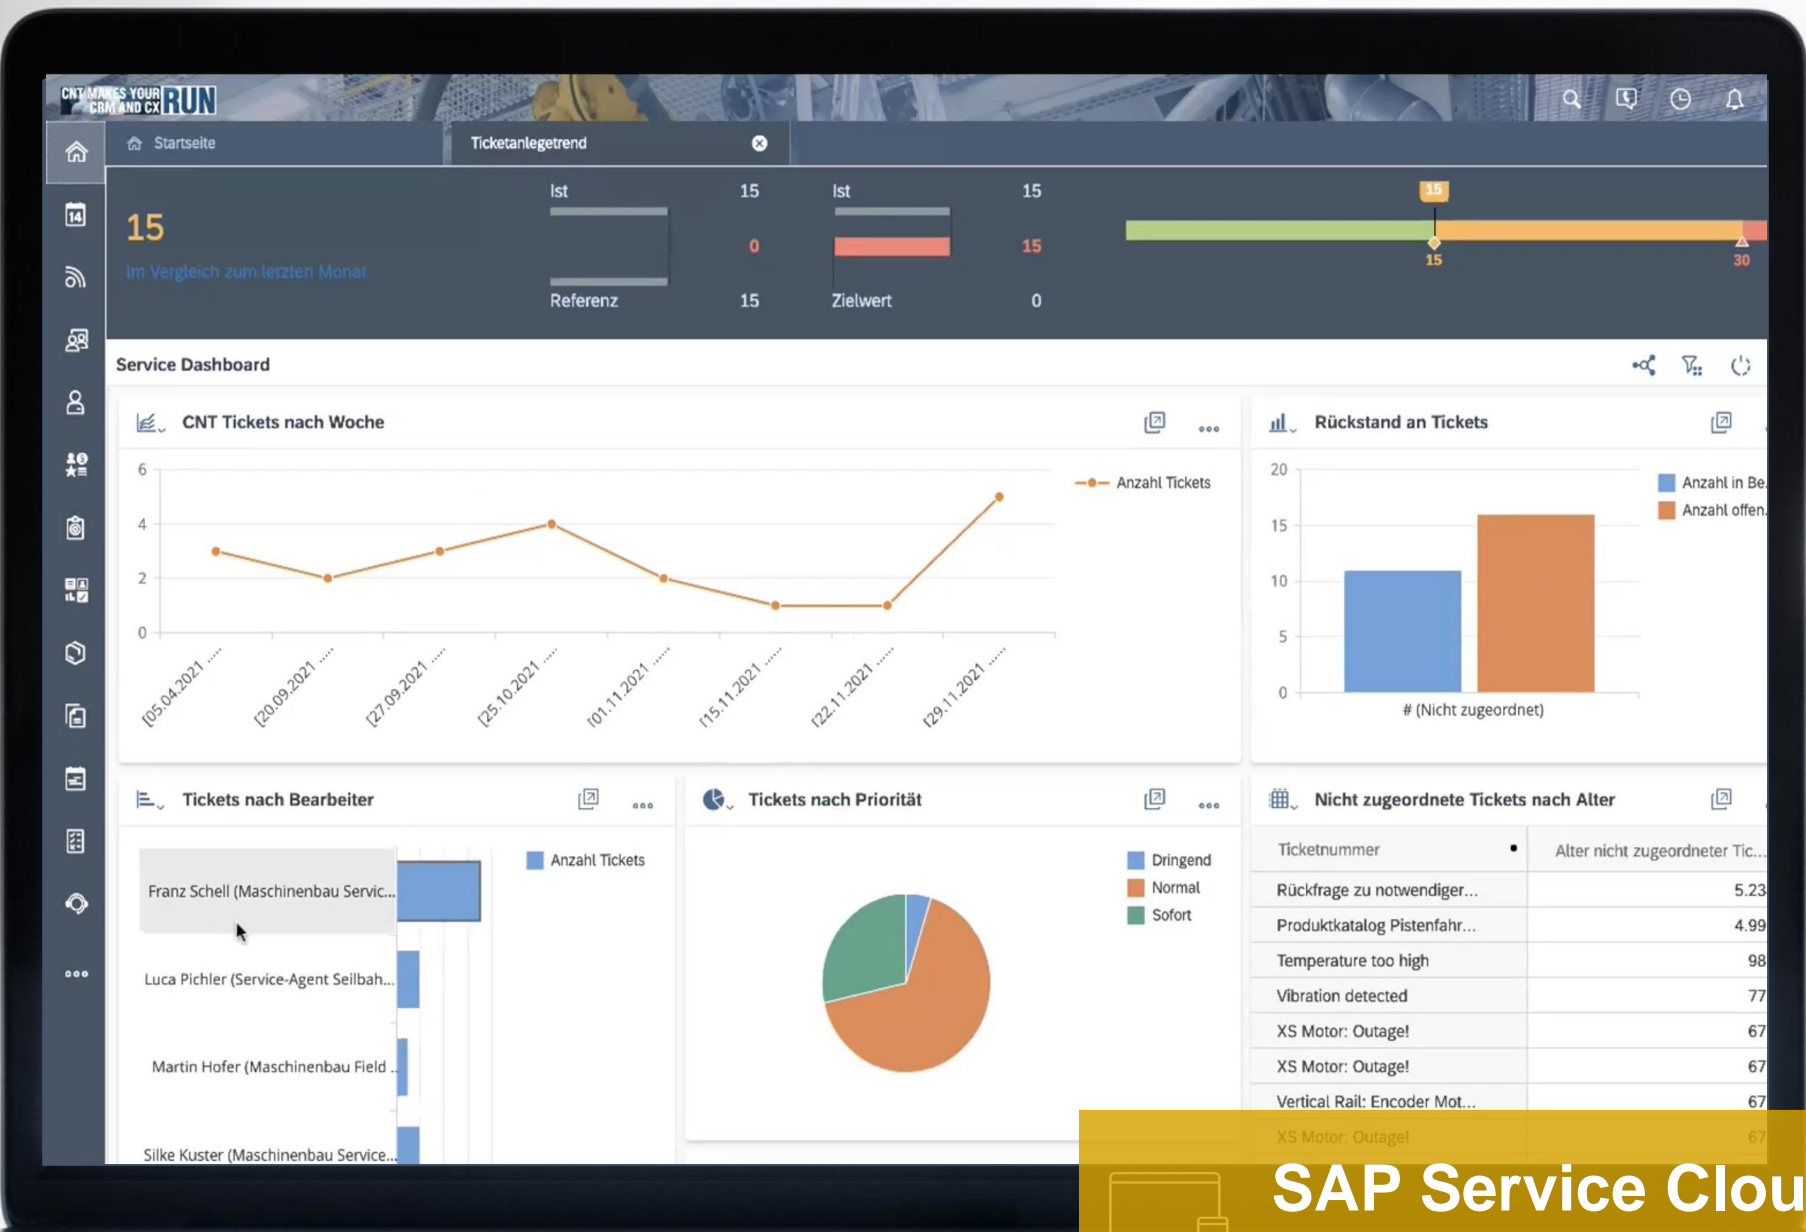 CNT MAKES YOUR
CRM AND CX RUN
Startseite
Ticketanlegetrend
14
15
Im Vergleich zum letzten Monat
Ist 15
0
Referenz 15
Ist 15
15
Zielwert 0
15
15
30
Service Dashboard
CNT Tickets nach Woche
6
4
2
0
Anzahl Tickets
[05.04.2021 .....
[20.09.2021 .....
[27.09.2021 .....
[25.10.2021 .....
[01.11.2021 .....
[15.11.2021 .....
[22.11.2021 .....
[29.11.2021 .....
Rückstand an Tickets
20
15
10
5
0
Anzahl in Be.
Anzahl offen.
# (Nicht zugeordnet)
Tickets nach Bearbeiter
Anzahl Tickets
Franz Schell (Maschinenbau Servic...
Luca Pichler (Service-Agent Seilbah...
Martin Hofer (Maschinenbau Field ..
Silke Kuster (Maschinenbau Service...
Tickets nach Priorität
Dringend
Normal
Sofort
Nicht zugeordnete Tickets nach Alter
Ticketnummer Alter nicht zugeordneter Tic...
Rückfrage zu notwendiger... 5.23
Produktkatalog Pistenfahr... 4.99
Temperature too high 98
Vibration detected 77
XS Motor: Outage! 67
XS Motor: Outage! 67
Vertical Rail: Encoder Mot... 67
XS Motor: Outage! 67
SAP Service Clou